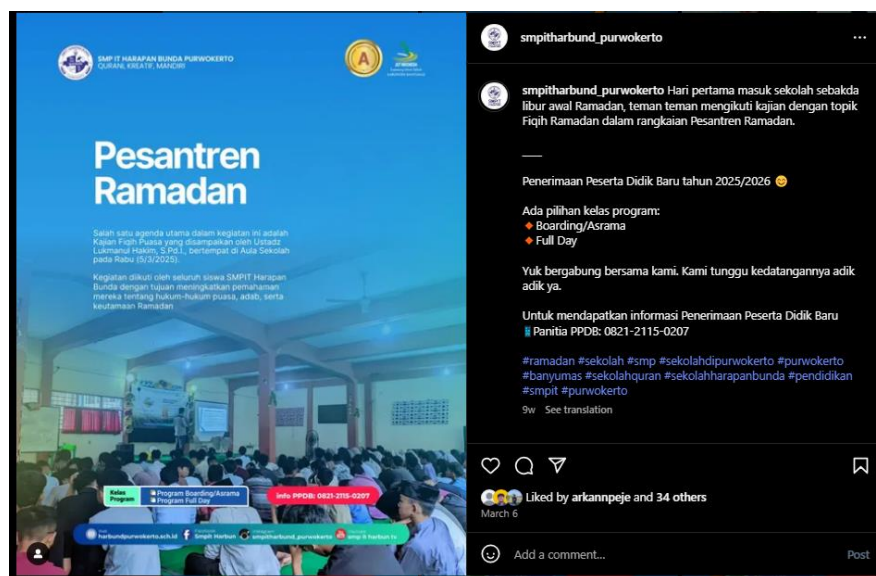 SMP IT HARAPAN BUNDA PURWOKERTO
QURANI, KREATIF, MANDIRI
A
Pesantren
Ramadan
Salah satu agenda utama dalam kegiatan ini adalah
Kajian Fiqih Puasa yang disampaikan oleh Ustadz
Lukmanul Hakim, S.Pd.I., bertempat di Aula Sekolah
pada Rabu (5/3/2025).
Kegiatan diikuti oleh seluruh siswa SMPIT Harapan
Bunda dengan tujuan meningkatkan pemahaman
mereka tentang hukum-hukum puasa, adab, serta
keutamaan Ramadan
Kelas
Program
Program Boarding/Asrama
Program Full Day
info PPDB: 0821-2115-0207
harbundpurwokerto.sch.id
Smpit Harbun
smpitharbund_purwokerto
smp it harbun tv
smpitharbund_purwokerto
smpitharbund_purwokerto Hari pertama masuk sekolah sebakda
libur awal Ramadan, teman teman mengikuti kajian dengan topik
Fiqih Ramadan dalam rangkaian Pesantren Ramadan.
___
Penerimaan Peserta Didik Baru tahun 2025/2026 😊
Ada pilihan kelas program:
🔸Boarding/Asrama
🔸Full Day
Yuk bergabung bersama kami. Kami tunggu kedatangannya adik
adik ya.
Untuk mendapatkan informasi Penerimaan Peserta Didik Baru
📱Panitia PPDB: 0821-2115-0207
#ramadan #sekolah #smp #sekolahdipurwokerto #purwokerto
#banyumas #sekolahquran #sekolahharapanbunda #pendidikan
#smpit #purwokerto
9w See translation
Liked by arkannpeje and 34 others
March 6
Add a comment...
Post